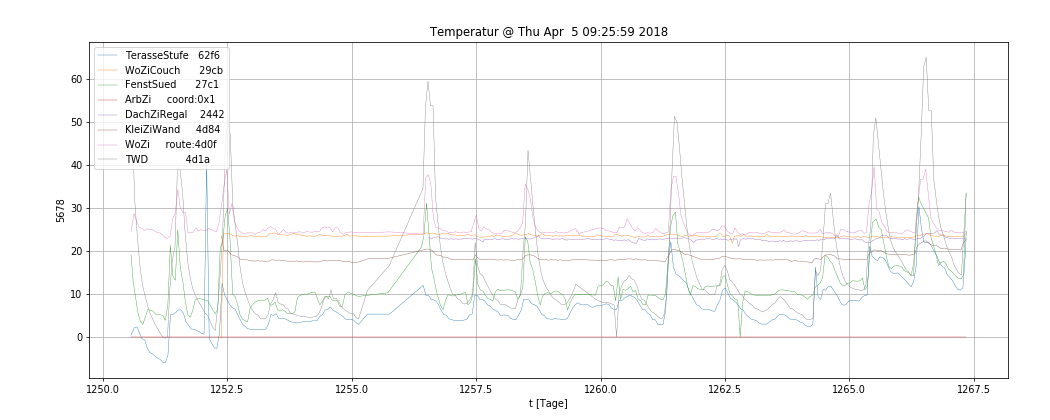 Temperatur @ Thu Apr  5 09:25:59 2018
TerasseStufe 62f6
WoZiCouch 29cb
FenstSued 27c1
ArbZi coord:0x1
DachZiRegal 2442
KleiZiWand 4d84
WoZi route:4d0f
TWD 4d1a
60
50
40
30
20
10
0
5678
1250.0 1252.5 1255.0 1257.5 1260.0 1262.5 1265.0 1267.5
t [Tage]